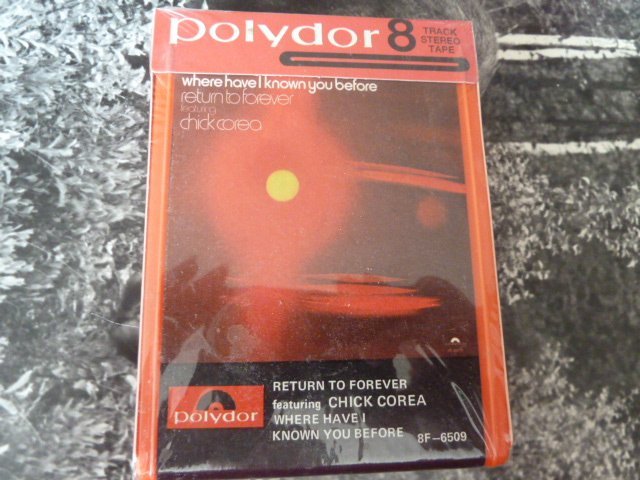 polydor 8 TRACK
STEREO
TAPE
where have I known you before
return to forever
featuring
chick corea
polydor
RETURN TO FOREVER
featuring CHICK COREA
WHERE HAVE I
KNOWN YOU BEFORE 8F-6509